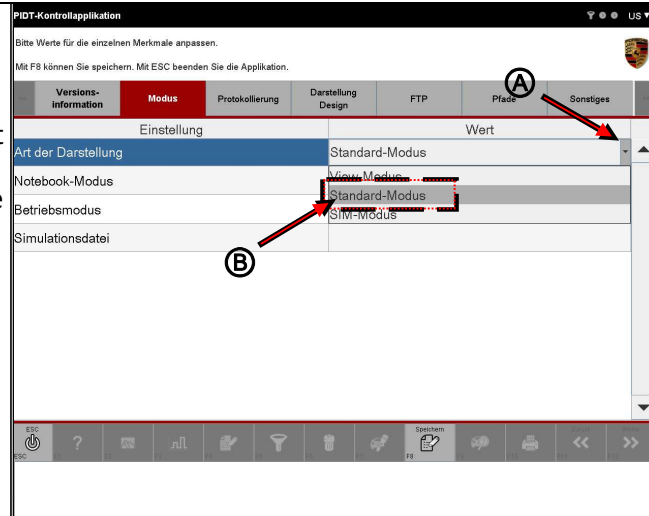 PIDT-Kontrollapplikation
US
Bitte Werte für die einzelnen Merkmale anpassen.
Mit F8 können Sie speichern. Mit ESC beenden Sie die Applikation.
Versions-
information
Modus
Protokollierung
Darstellung
Design
FTP
Pfade
Sonstiges
A
Einstellung
Wert
t
Art der Darstellung
Standard-Modus
Notebook-Modus
View-Modus
e
Standard-Modus
Betriebsmodus
SIM-Modus
Simulationsdatei
B
ESC
Speichern
?
ESC
F8